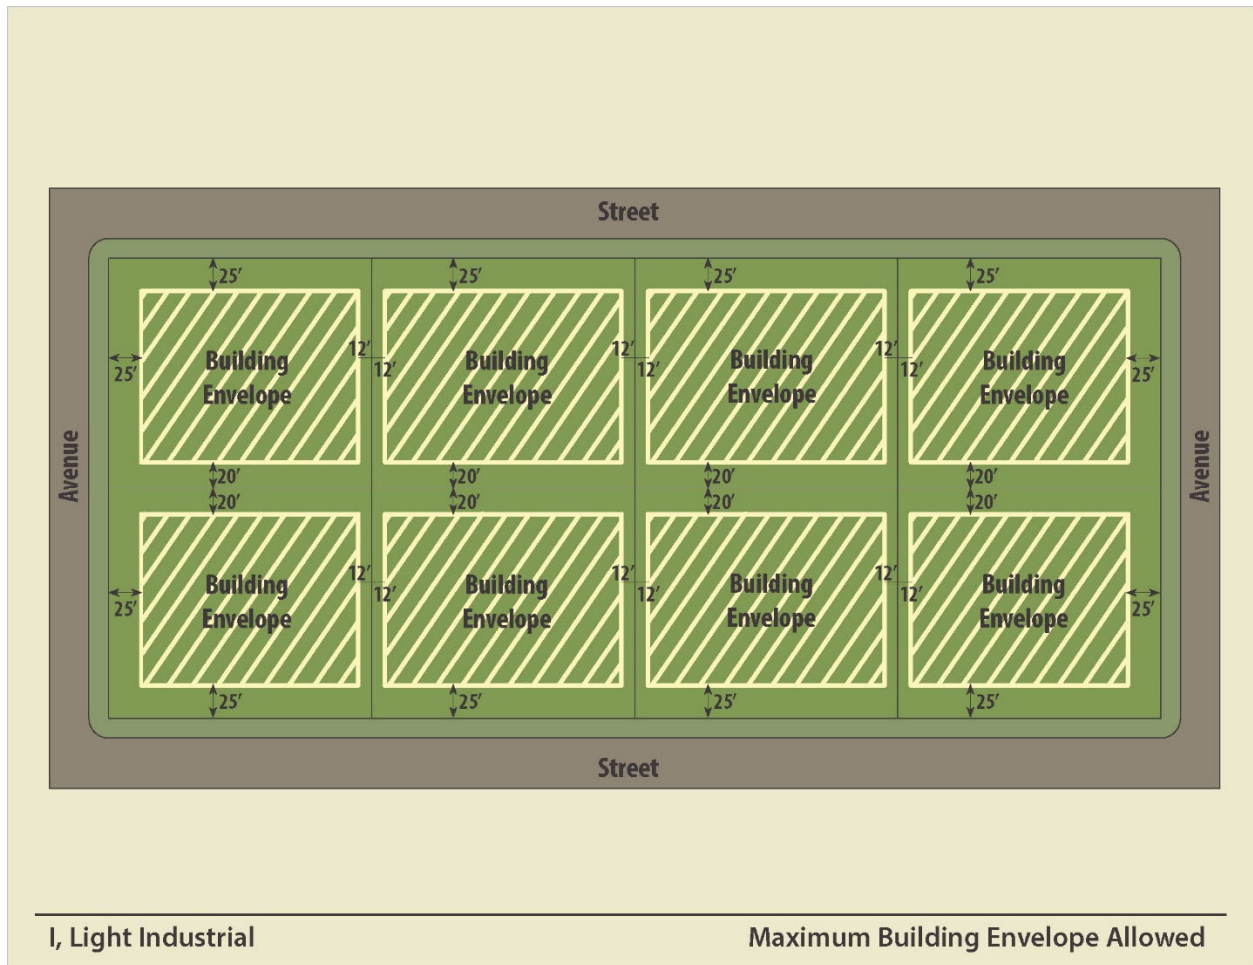 Street
25' 25' 25' 25'
12' 12' 12'
25' 12' 12' 12' 25'
Building Building Building Building
Envelope Envelope Envelope Envelope
Avenue
Avenue
20' 20' 20' 20'
20' 20' 20' 20'
12' 12' 12'
25' 12' 12' 12' 25'
Building Building Building Building
Envelope Envelope Envelope Envelope
25' 25' 25' 25'
Street
I, Light Industrial
Maximum Building Envelope Allowed